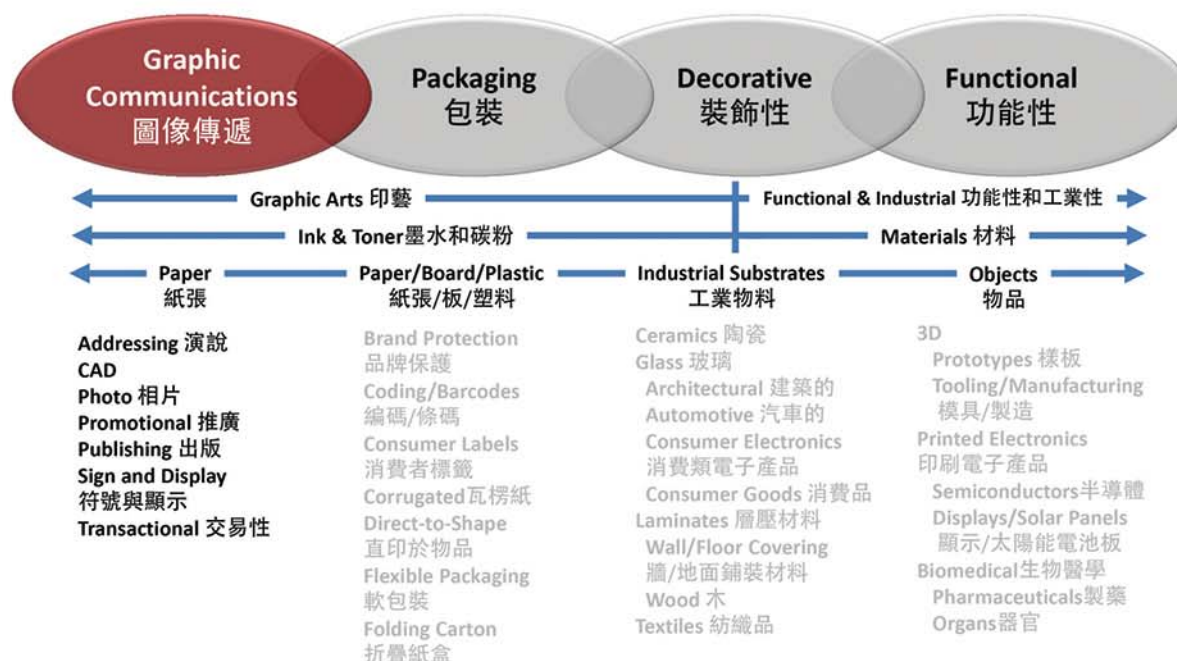 Graphic
Communications
圖像傳遞
Packaging
包裝
Decorative
裝飾性
Functional
功能性
Graphic Arts 印藝
Functional & Industrial 功能性和工業性
Ink & Toner墨水和碳粉
Materials 材料
Paper
紙張
Paper/Board/Plastic
紙張/板/塑料
Industrial Substrates
工業物料
Objects
物品
Addressing 演說
CAD
Photo 相片
Promotional 推廣
Publishing 出版
Sign and Display
符號與顯示
Transactional 交易性
Brand Protection
品牌保護
Coding/Barcodes
編碼/條碼
Consumer Labels
消費者標籤
Corrugated瓦楞紙
Direct-to-Shape
直印於物品
Flexible Packaging
軟包裝
Folding Carton
折疊紙盒
Ceramics 陶瓷
Glass 玻璃
Architectural 建築的
Automotive 汽車的
Consumer Electronics
消費類電子產品
Consumer Goods 消費品
Laminates 層壓材料
Wall/Floor Covering
牆/地面鋪裝材料
Wood 木
Textiles 紡織品
3D
Prototypes 樣板
Tooling/Manufacturing
模具/製造
Printed Electronics
印刷電子產品
Semiconductors半導體
Displays/Solar Panels
顯示/太陽能電池板
Biomedical生物醫學
Pharmaceuticals製藥
Organs器官